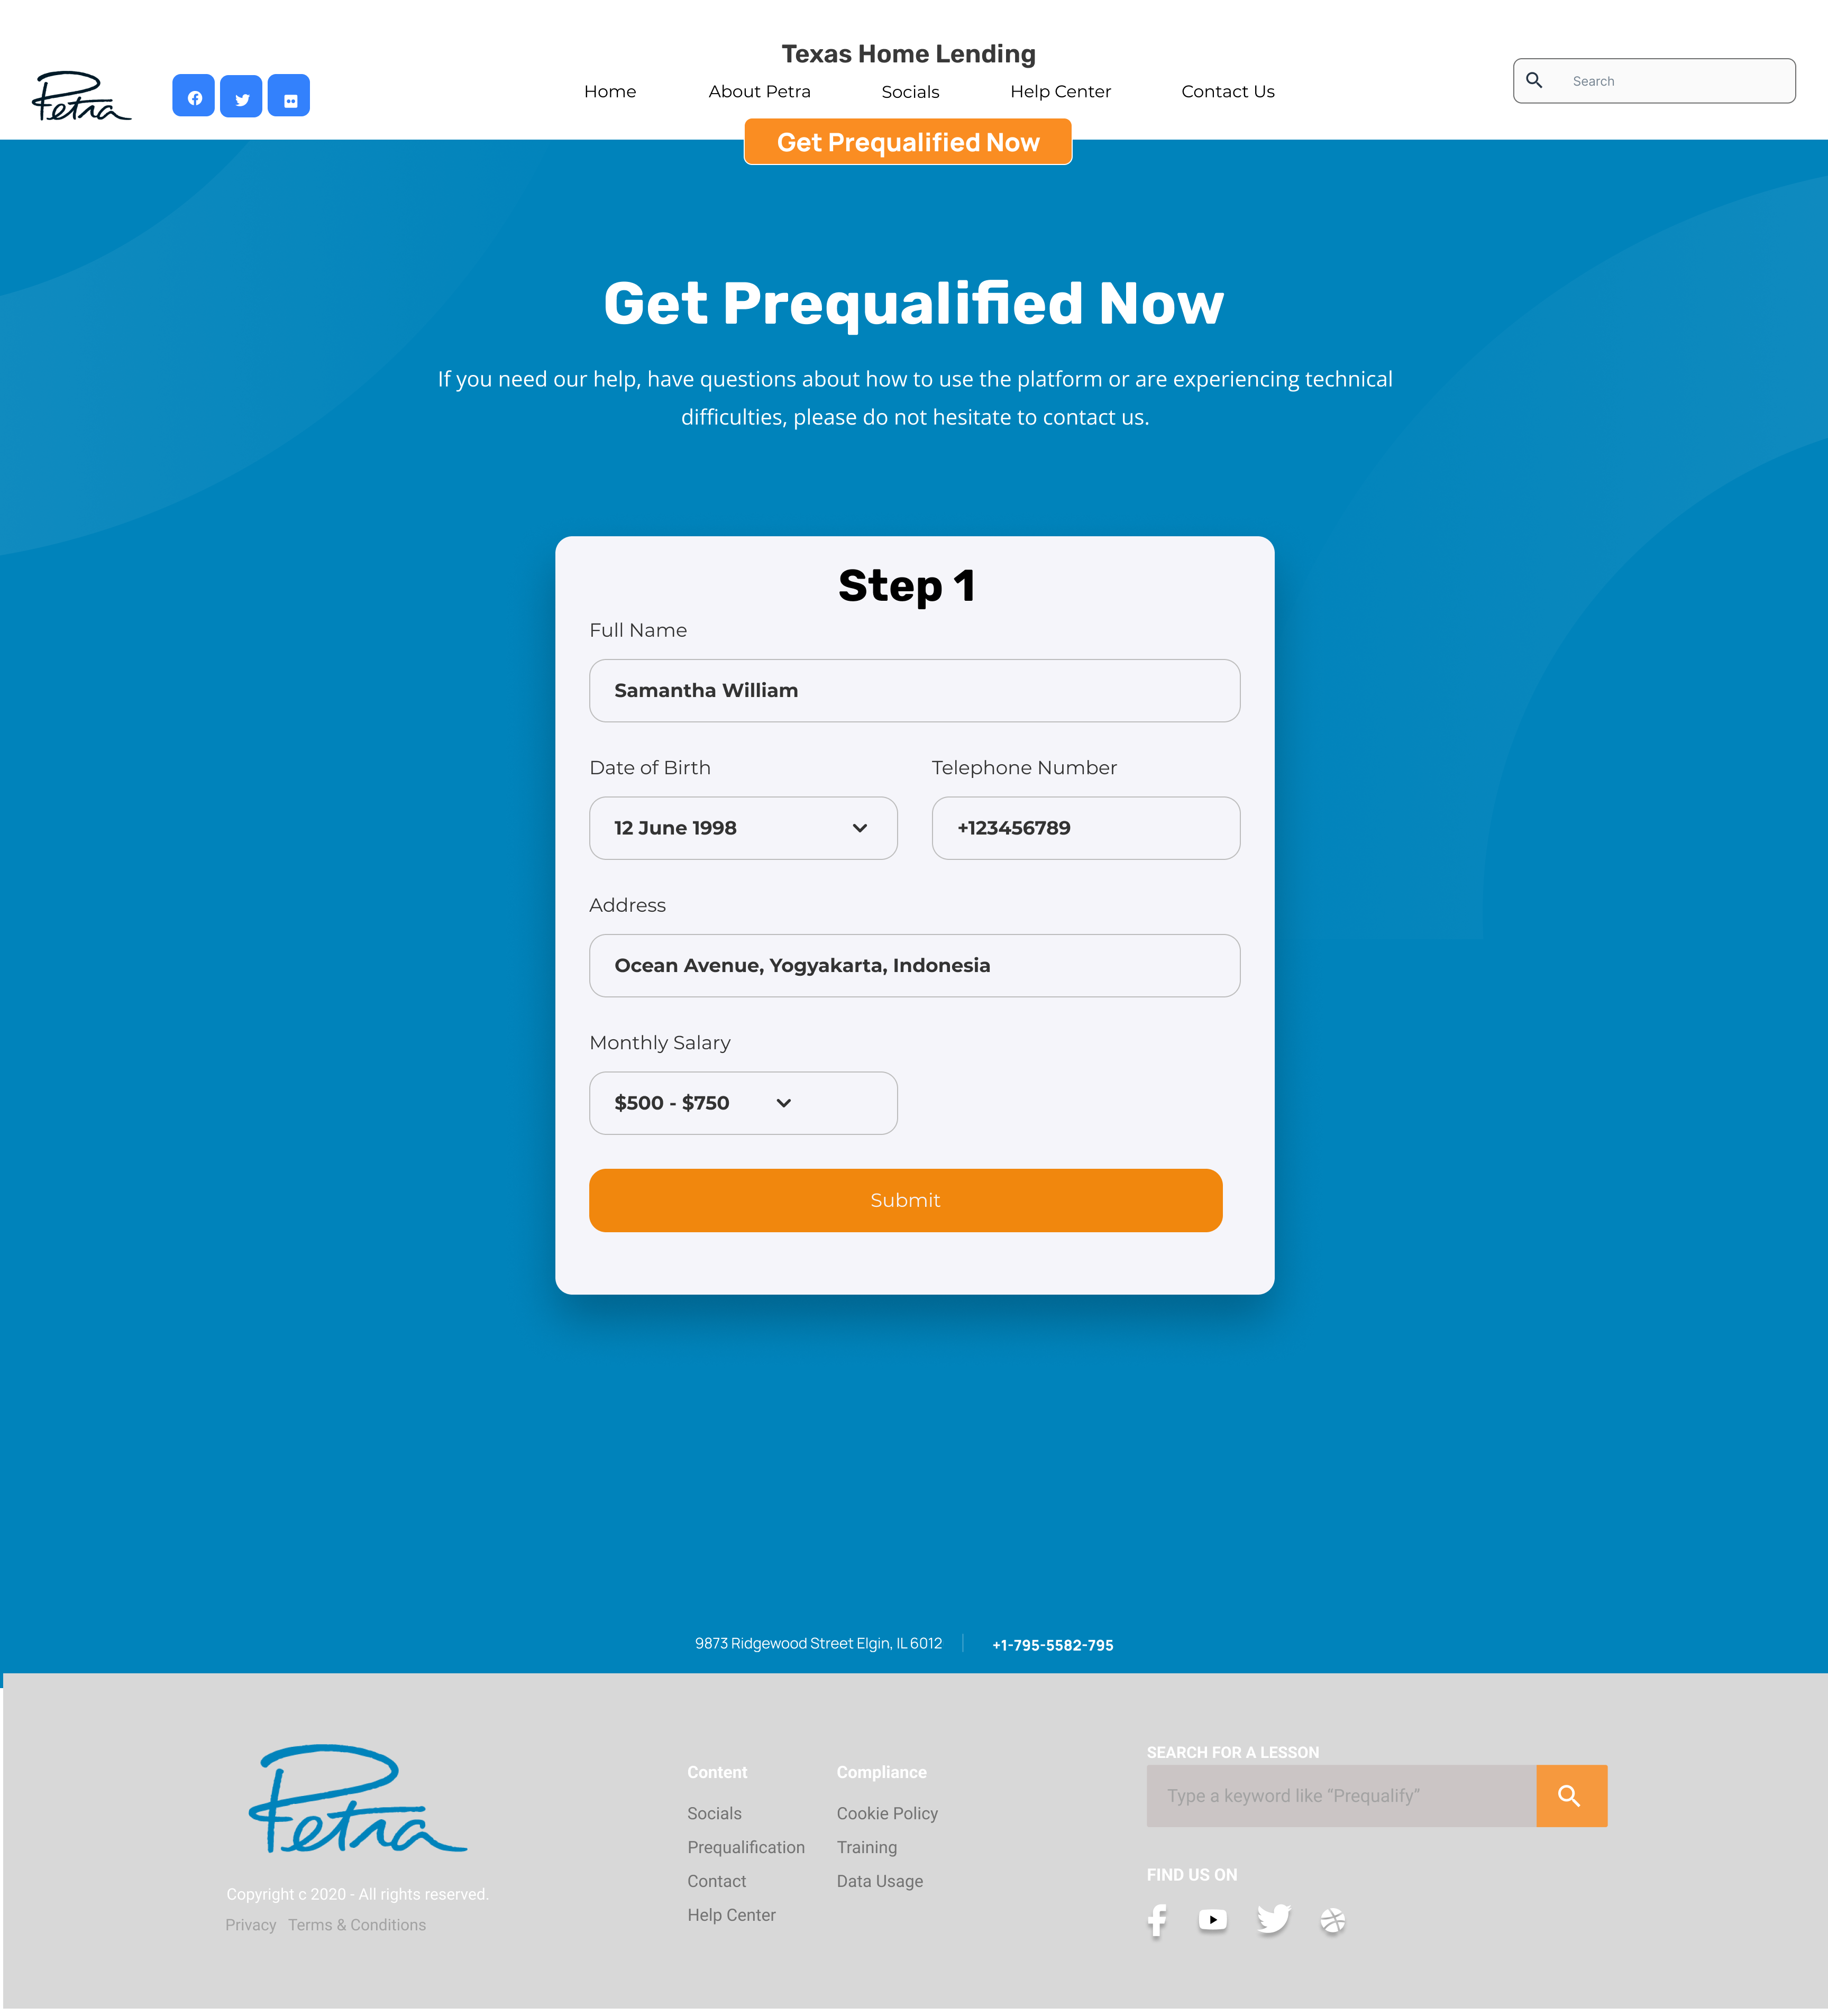 Texas Home Lending
Petra
Home About Petra Socials Help Center Contact Us
Search
Get Prequalified Now
Get Prequalified Now
If you need our help, have questions about how to use the platform or are experiencing technical
difficulties, please do not hesitate to contact us.
Step 1
Full Name
Samantha William
Date of Birth Telephone Number
12 June 1998 +123456789
Address
Ocean Avenue, Yogyakarta, Indonesia
Monthly Salary
$500 - $750
Submit
9873 Ridgewood Street Elgin, IL 6012 +1-795-5582-795
Petra
Copyright c 2020 - All rights reserved.
Privacy Terms & Conditions
Content
Socials
Prequalification
Contact
Help Center
Compliance
Cookie Policy
Training
Data Usage
SEARCH FOR A LESSON
Type a keyword like “Prequalify”
FIND US ON